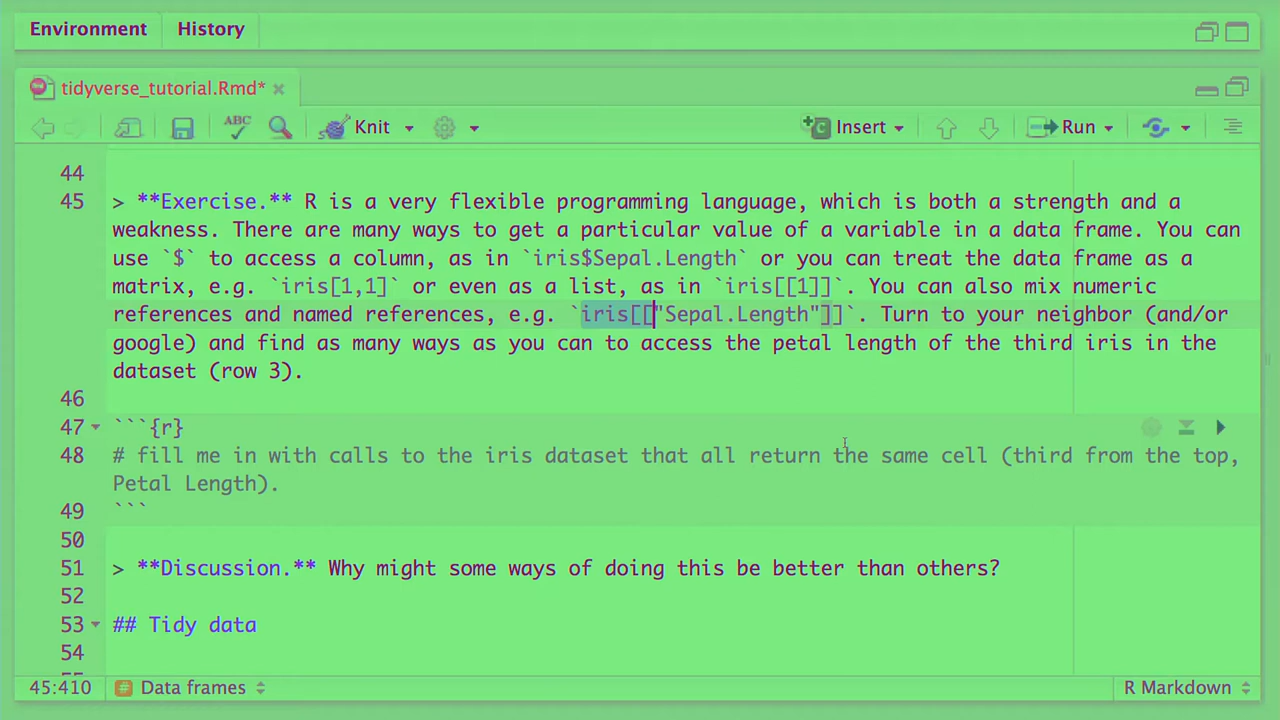 Environment History
tidyverse_tutorial.Rmd*
ABC Knit Insert Run
44
45 > **Exercise.** R is a very flexible programming language, which is both a strength and a
weakness. There are many ways to get a particular value of a variable in a data frame. You can
use `$` to access a column, as in `iris$Sepal.Length` or you can treat the data frame as a
matrix, e.g. `iris[1,1]` or even as a list, as in `iris[[1]]`. You can also mix numeric
references and named references, e.g. `iris[["Sepal.Length"]]`. Turn to your neighbor (and/or
google) and find as many ways as you can to access the petal length of the third iris in the
dataset (row 3).
46
47 ```{r}
48 # fill me in with calls to the iris dataset that all return the same cell (third from the top,
Petal Length).
49 ```
50
51 > **Discussion.** Why might some ways of doing this be better than others?
52
53 ## Tidy data
54
45:410 Data frames R Markdown